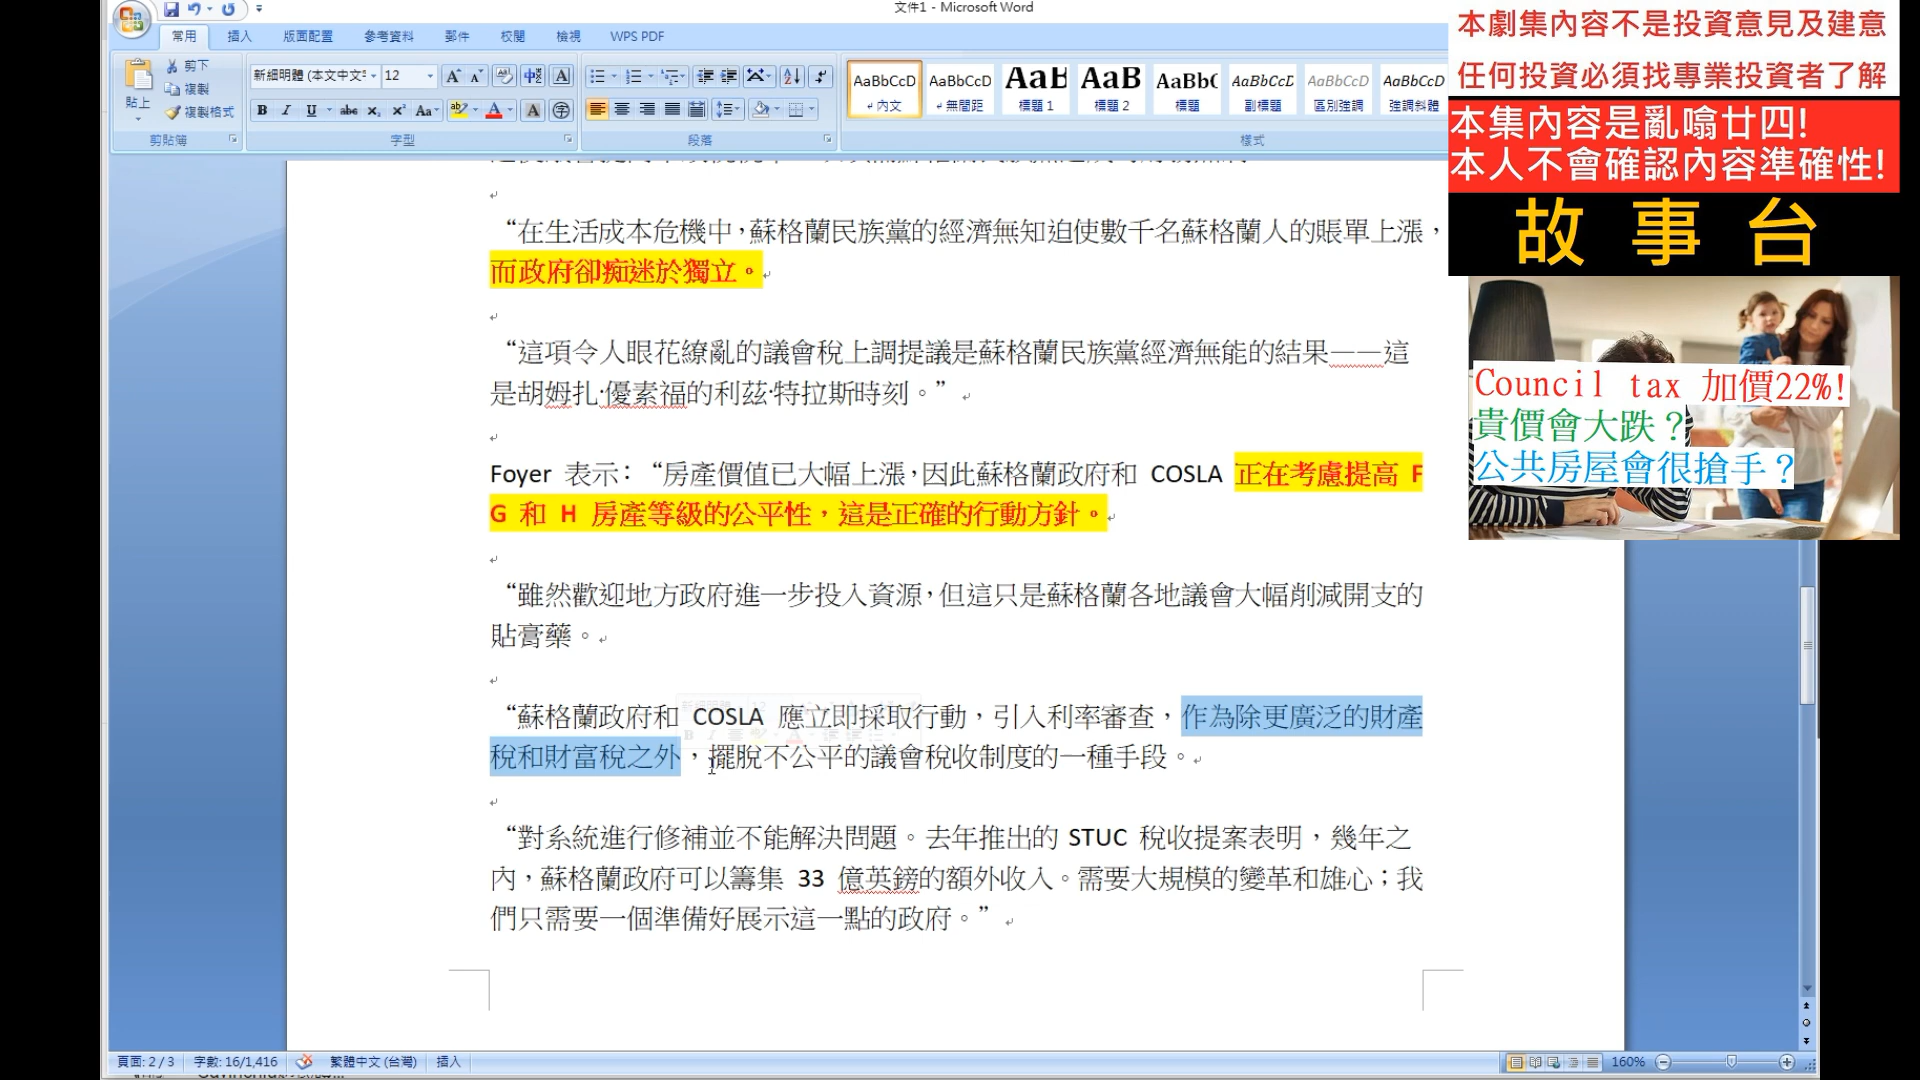 文件1 - Microsoft Word
常用 插入 版面配置 參考資料 郵件 校閱 檢視 WPS PDF
貼上 剪下 複製 複製格式
新細明體 (本文中文 12
AaBbCcD AaBbCcD AaB AaB AaBb( AaBbCcD AaBbCcD AaBbCcD
內文 無間距 標題 1 標題 2 標題 副標題 區別強調 強調斜體
剪貼簿 字型 段落 樣式
“在生活成本危機中，蘇格蘭民族黨的經濟無知迫使數千名蘇格蘭人的賬單上漲，
而政府卻痴迷於獨立。
“這項令人眼花繚亂的議會稅上調提議是蘇格蘭民族黨經濟無能的結果——這
是胡姆扎·優素福的利茲·特拉斯時刻。”
Foyer 表示：“房產價值已大幅上漲，因此蘇格蘭政府和 COSLA 正在考慮提高 F
G 和 H 房產等級的公平性，這是正確的行動方針。
“雖然歡迎地方政府進一步投入資源，但這只是蘇格蘭各地議會大幅削減開支的
貼膏藥。
“蘇格蘭政府和 COSLA 應立即採取行動，引入利率審查，作為除更廣泛的財產
稅和財富稅之外，擺脫不公平的議會稅收制度的一種手段。
“對系統進行修補並不能解決問題。去年推出的 STUC 稅收提案表明，幾年之
內，蘇格蘭政府可以籌集 33 億英鎊的額外收入。需要大規模的變革和雄心；我
們只需要一個準備好展示這一點的政府。”
頁面: 2 / 3 字數: 16/1,416 繁體中文 (台灣) 插入 160%
本劇集內容不是投資意見及建意
任何投資必須找專業投資者了解
本集內容是亂噏廿四!
本人不會確認內容準確性!
故事台
Council tax 加價22%!
貴價會大跌？
公共房屋會很搶手？